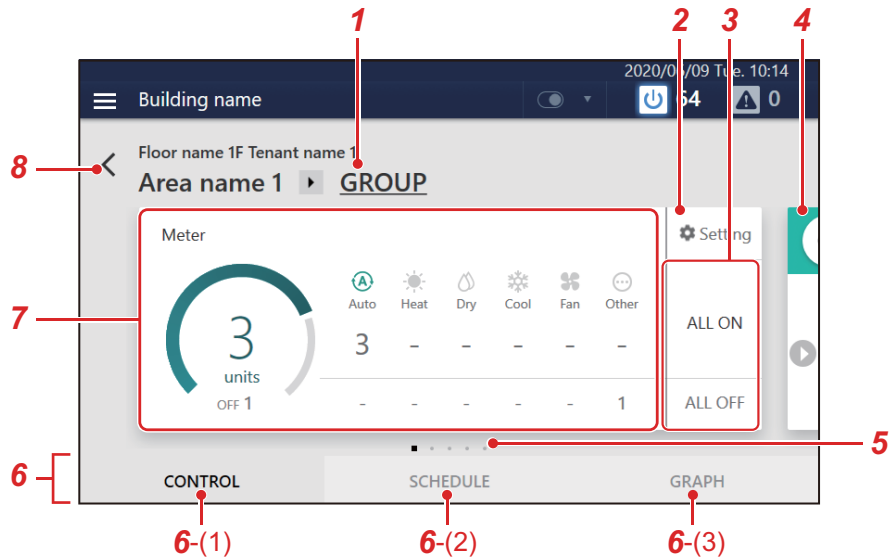 1 2 3 4
2020/06/09 Tue. 10:14
Building name 64 0
8
Floor name 1F Tenant name 1
Area name 1 GROUP
Meter Setting
Auto Heat Dry Cool Fan Other
7
3 3 - - - - - ALL ON
units
OFF 1 - - - - - 1 ALL OFF
5
6
CONTROL SCHEDULE GRAPH
6-(1) 6-(2) 6-(3)